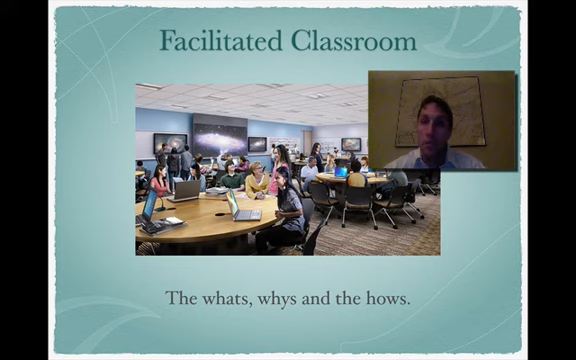 Facilitated Classroom
The whats, whys and the hows.